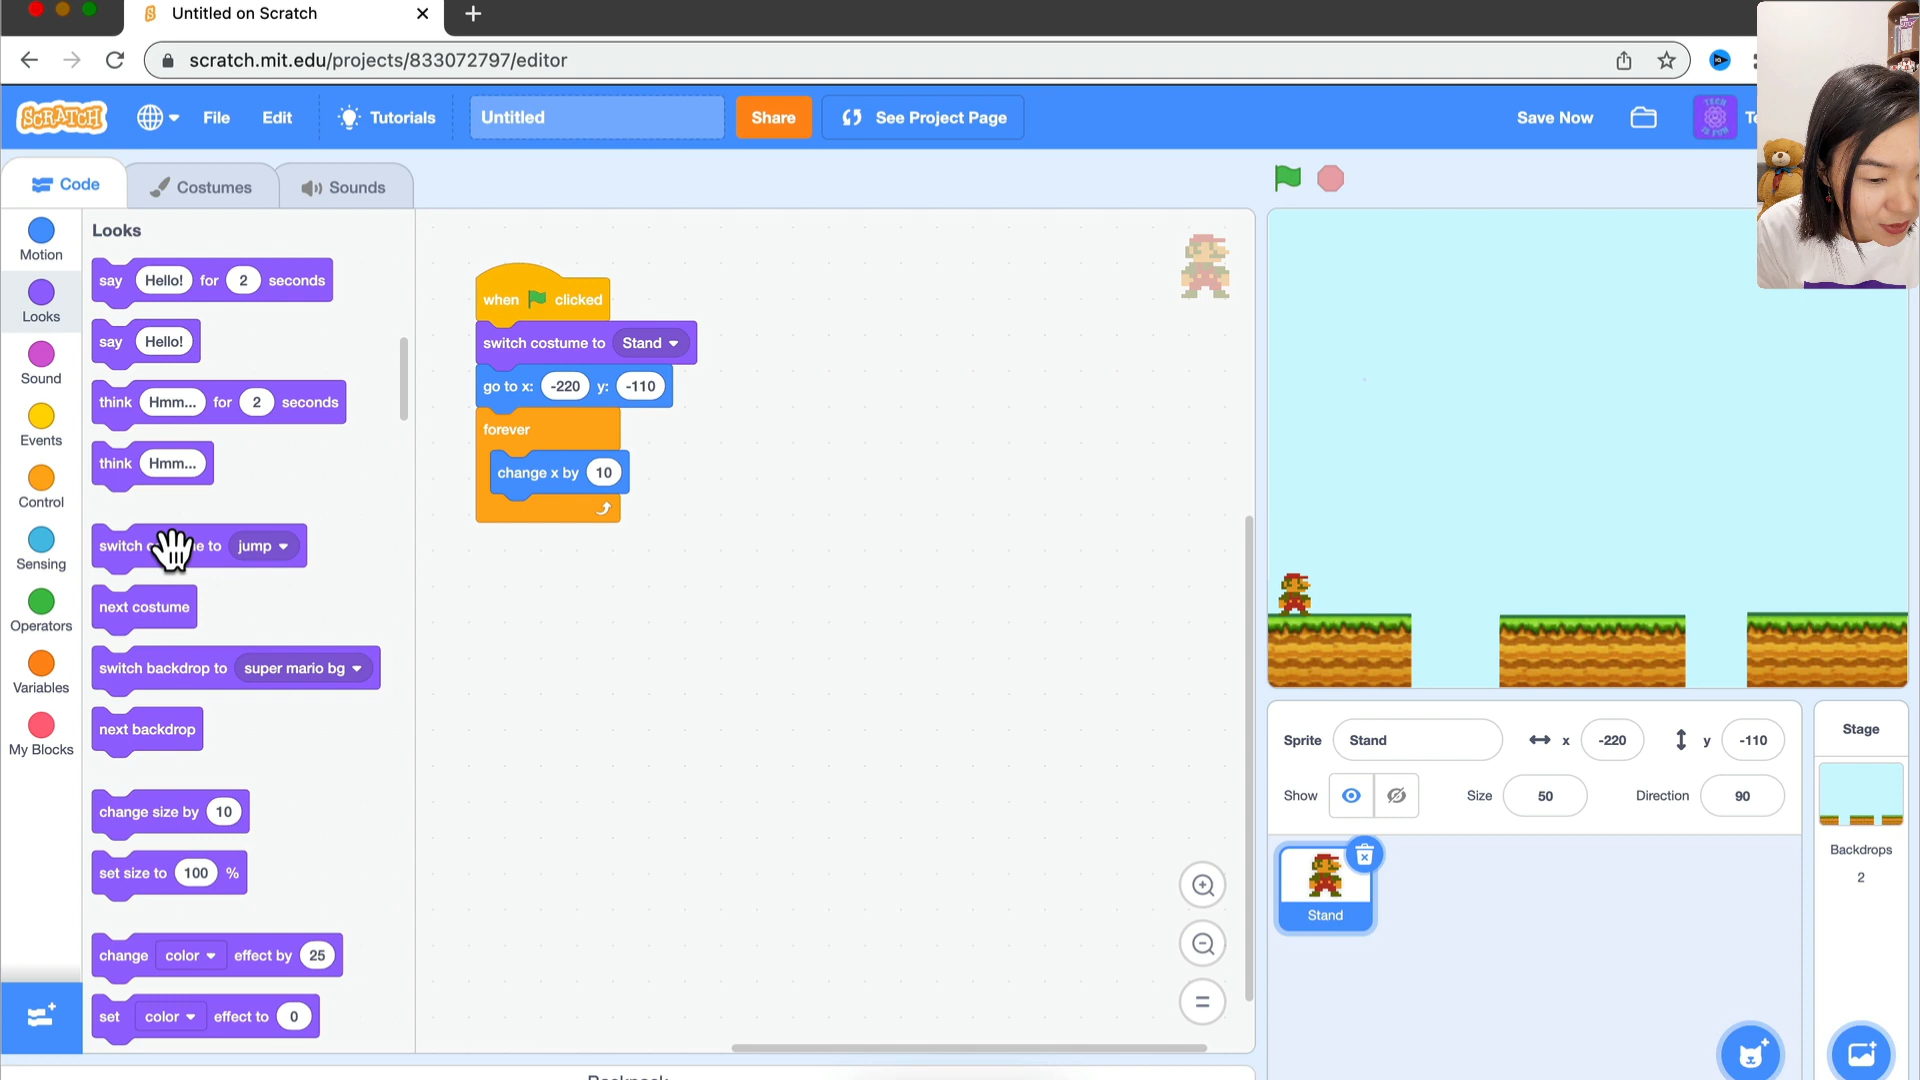 Untitled on Scratch
scratch.mit.edu/projects/833072797/editor
SCRATCH
File
Edit
Tutorials
Untitled
Share
See Project Page
Save Now
TECH
IS FUN
Te
Code
Costumes
Sounds
Motion
Looks
Sound
Events
Control
Sensing
Operators
Variables
My Blocks
Looks
say Hello! for 2 seconds
say Hello!
think Hmm... for 2 seconds
think Hmm...
switch to jump
next costume
switch backdrop to super mario bg
next backdrop
change size by 10
set size to 100 %
change color effect by 25
set color effect to 0
when clicked
switch costume to Stand
go to x: -220 y: -110
forever
change x by 10
Sprite Stand x -220 y -110
Show Size 50 Direction 90
Stand
Stage
Backdrops
2